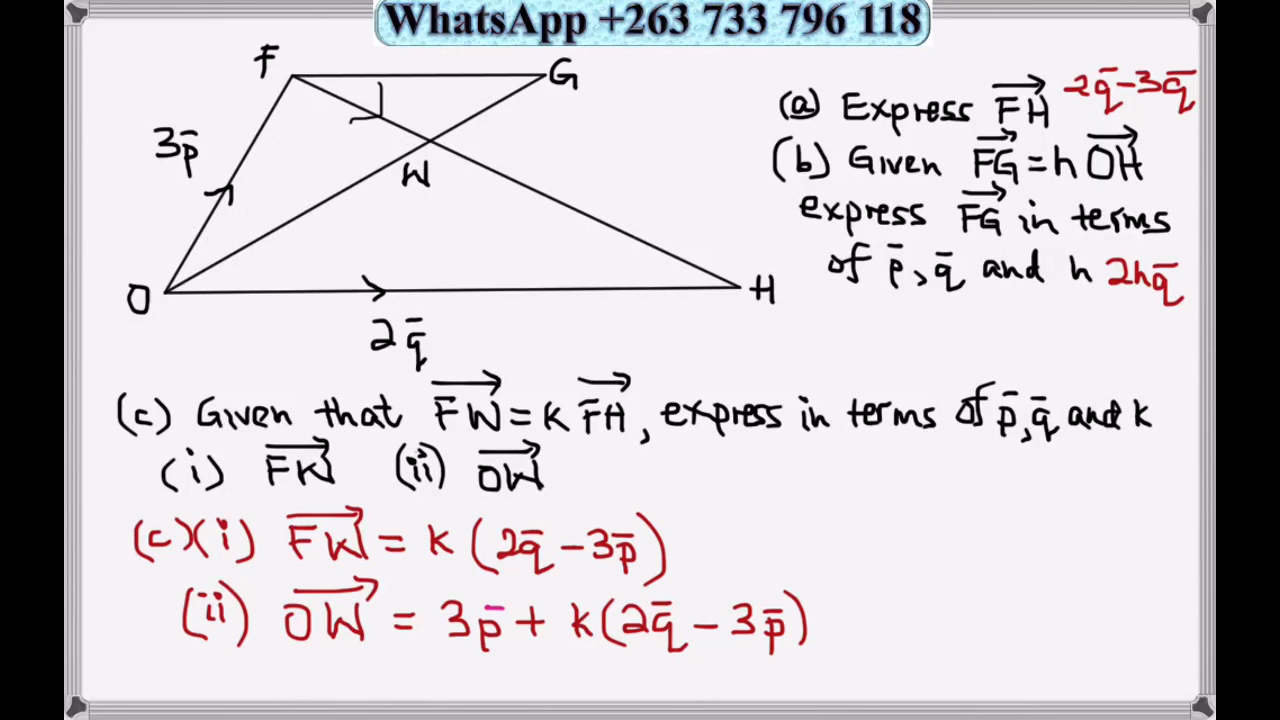 WhatsApp +263 733 796 118
F
G
3p̄
W
O
H
2q̄
(a) Express F͞H⃗ 2q̄-3q̄
(b) Given FG⃗ = h OH⃗
express FG⃗ in terms
of p̄, q̄ and h 2hq̄
(c) Given that FW⃗ = k FH⃗, express in terms of p̄, q̄ and k
(i) FW⃗ (ii) OW⃗
(c)(i) FW⃗ = k(2q̄ - 3p̄)
(ii) OW⃗ = 3p̄ + k(2q̄ - 3p̄)